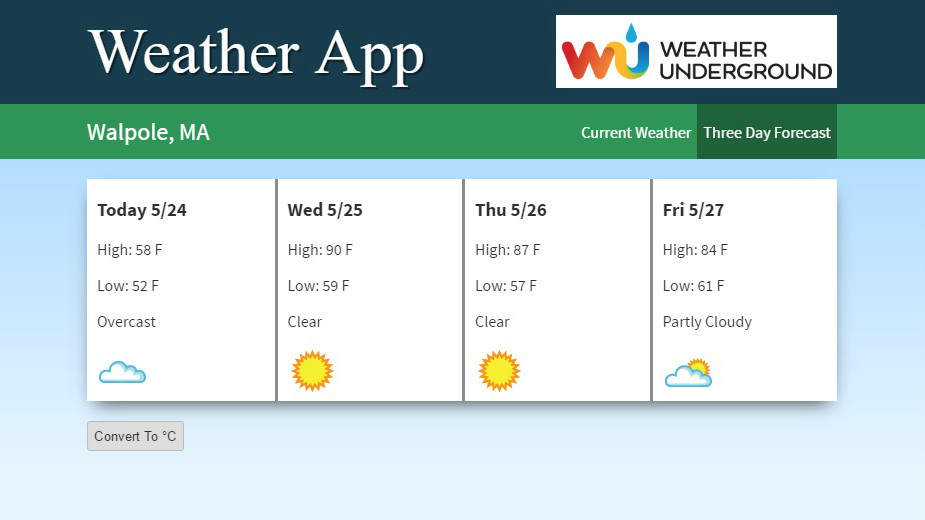 Weather App
WEATHER
UNDERGROUND
Walpole, MA
Current Weather
Three Day Forecast
Today 5/24
High: 58 F
Low: 52 F
Overcast
Wed 5/25
High: 90 F
Low: 59 F
Clear
Thu 5/26
High: 87 F
Low: 57 F
Clear
Fri 5/27
High: 84 F
Low: 61 F
Partly Cloudy
Convert To °C